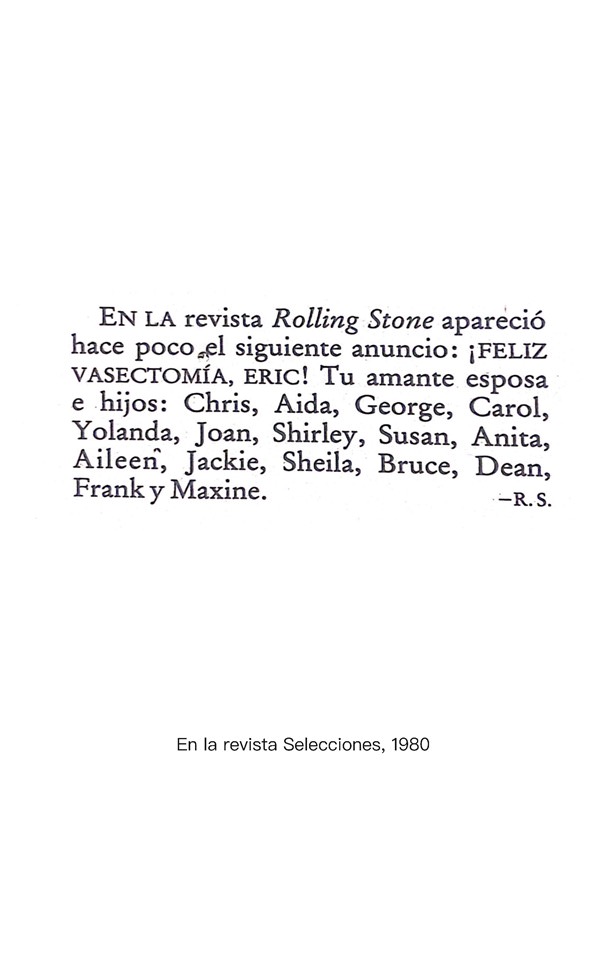 EN LA revista Rolling Stone apareció
hace poco el siguiente anuncio: ¡FELIZ
VASECTOMÍA, ERIC! Tu amante esposa
e hijos: Chris, Aida, George, Carol,
Yolanda, Joan, Shirley, Susan, Anita,
Aileen, Jackie, Sheila, Bruce, Dean,
Frank y Maxine. —R. S.
En la revista Selecciones, 1980